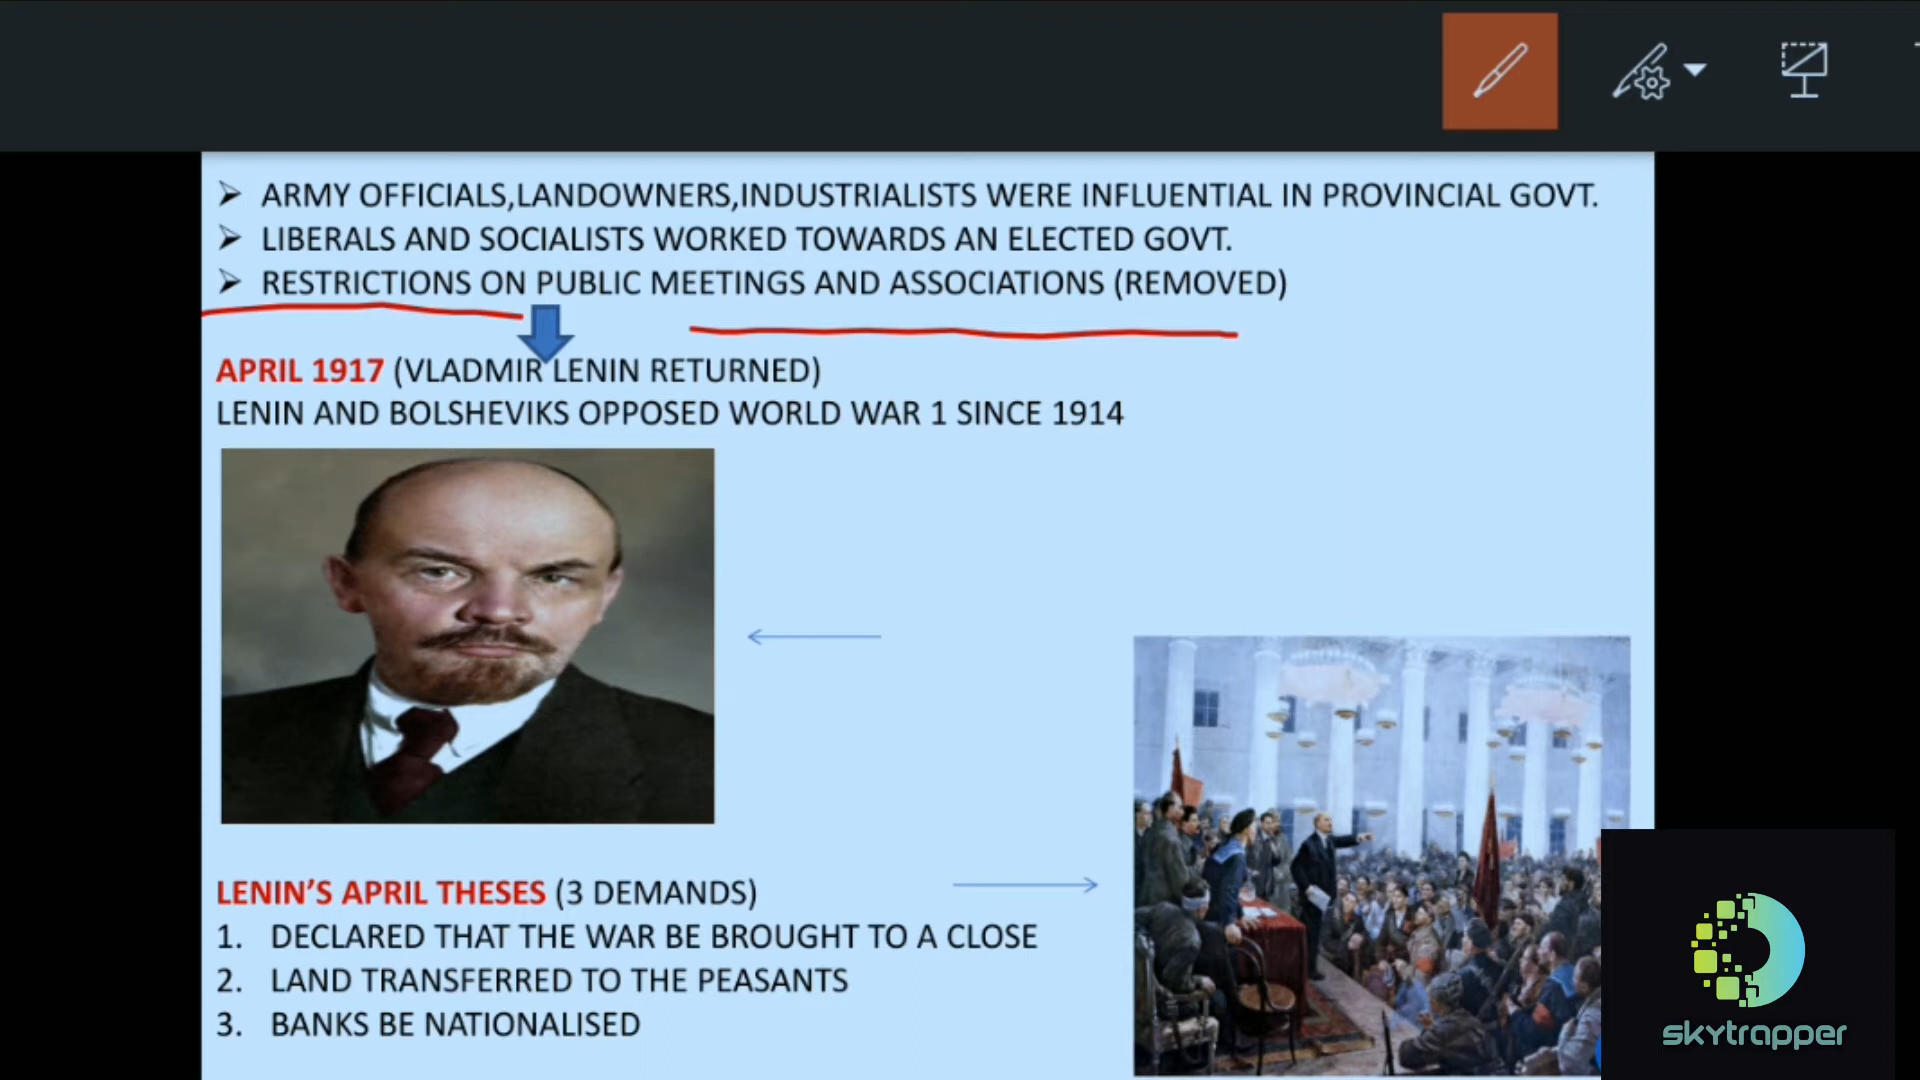 ➢ ARMY OFFICIALS,LANDOWNERS,INDUSTRIALISTS WERE INFLUENTIAL IN PROVINCIAL GOVT.
➢ LIBERALS AND SOCIALISTS WORKED TOWARDS AN ELECTED GOVT.
➢ RESTRICTIONS ON PUBLIC MEETINGS AND ASSOCIATIONS (REMOVED)
APRIL 1917 (VLADMIR LENIN RETURNED)
LENIN AND BOLSHEVIKS OPPOSED WORLD WAR 1 SINCE 1914
LENIN’S APRIL THESES (3 DEMANDS)
1. DECLARED THAT THE WAR BE BROUGHT TO A CLOSE
2. LAND TRANSFERRED TO THE PEASANTS
3. BANKS BE NATIONALISED
skytrapper